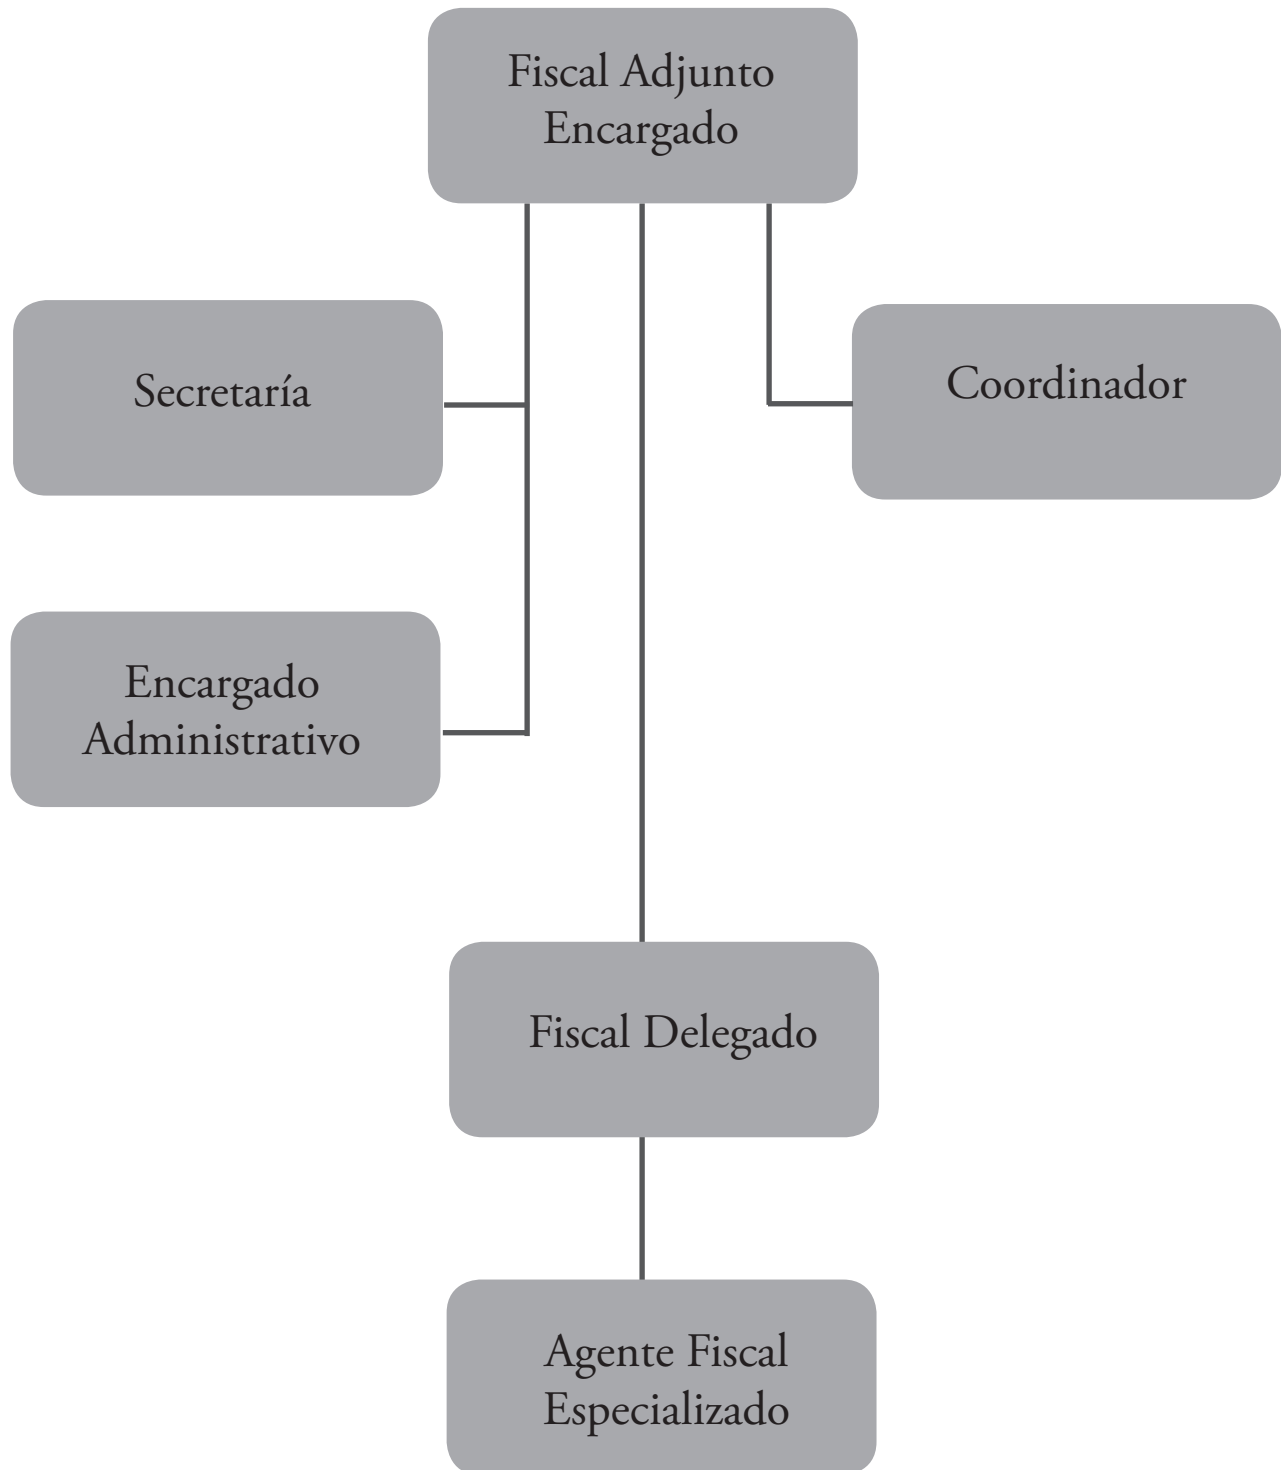 Fiscal Adjunto
Encargado
Secretaría
Coordinador
Encargado
Administrativo
Fiscal Delegado
Agente Fiscal
Especializado